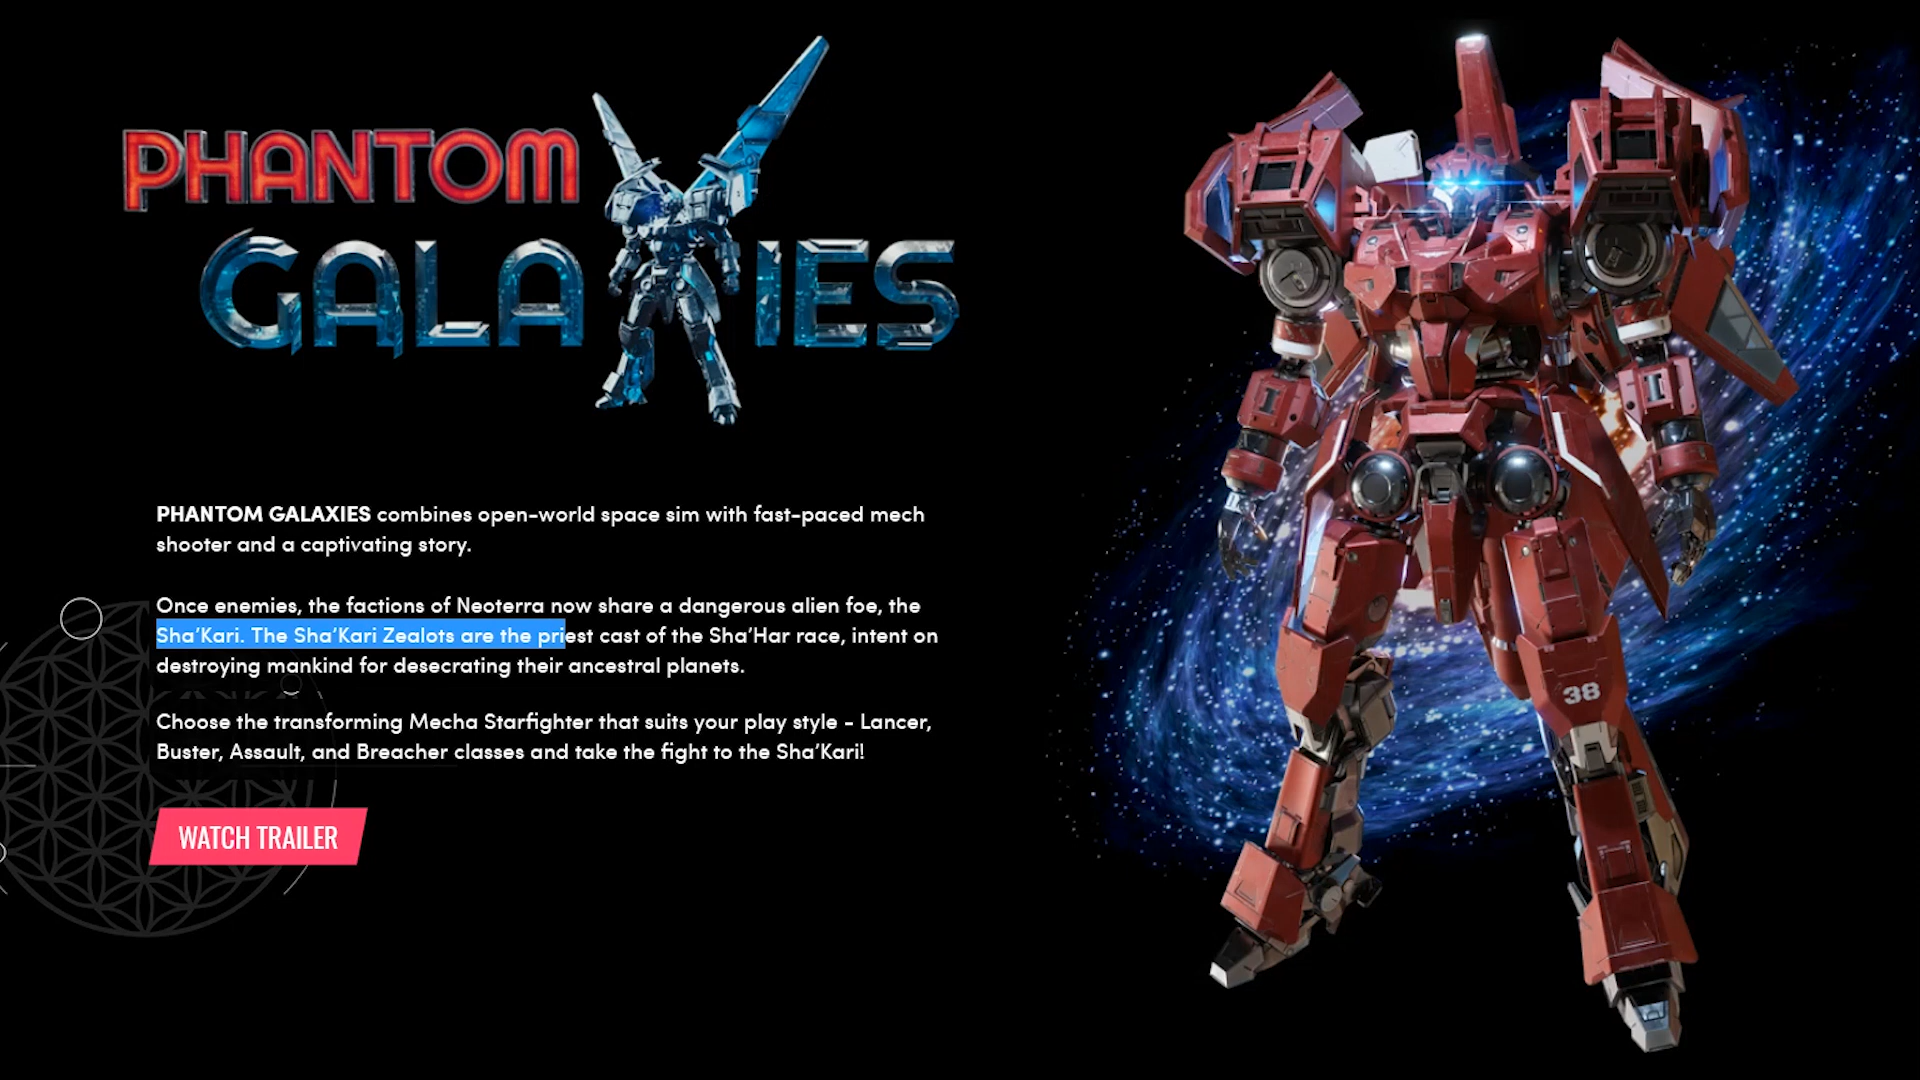 PHANTOM
GALAXIES
PHANTOM GALAXIES combines open-world space sim with fast-paced mech
shooter and a captivating story.
Once enemies, the factions of Neoterra now share a dangerous alien foe, the
Sha'Kari. The Sha'Kari Zealots are the priest cast of the Sha'Har race, intent on
destroying mankind for desecrating their ancestral planets.
Choose the transforming Mecha Starfighter that suits your play style - Lancer,
Buster, Assault, and Breacher classes and take the fight to the Sha'Kari!
WATCH TRAILER
38